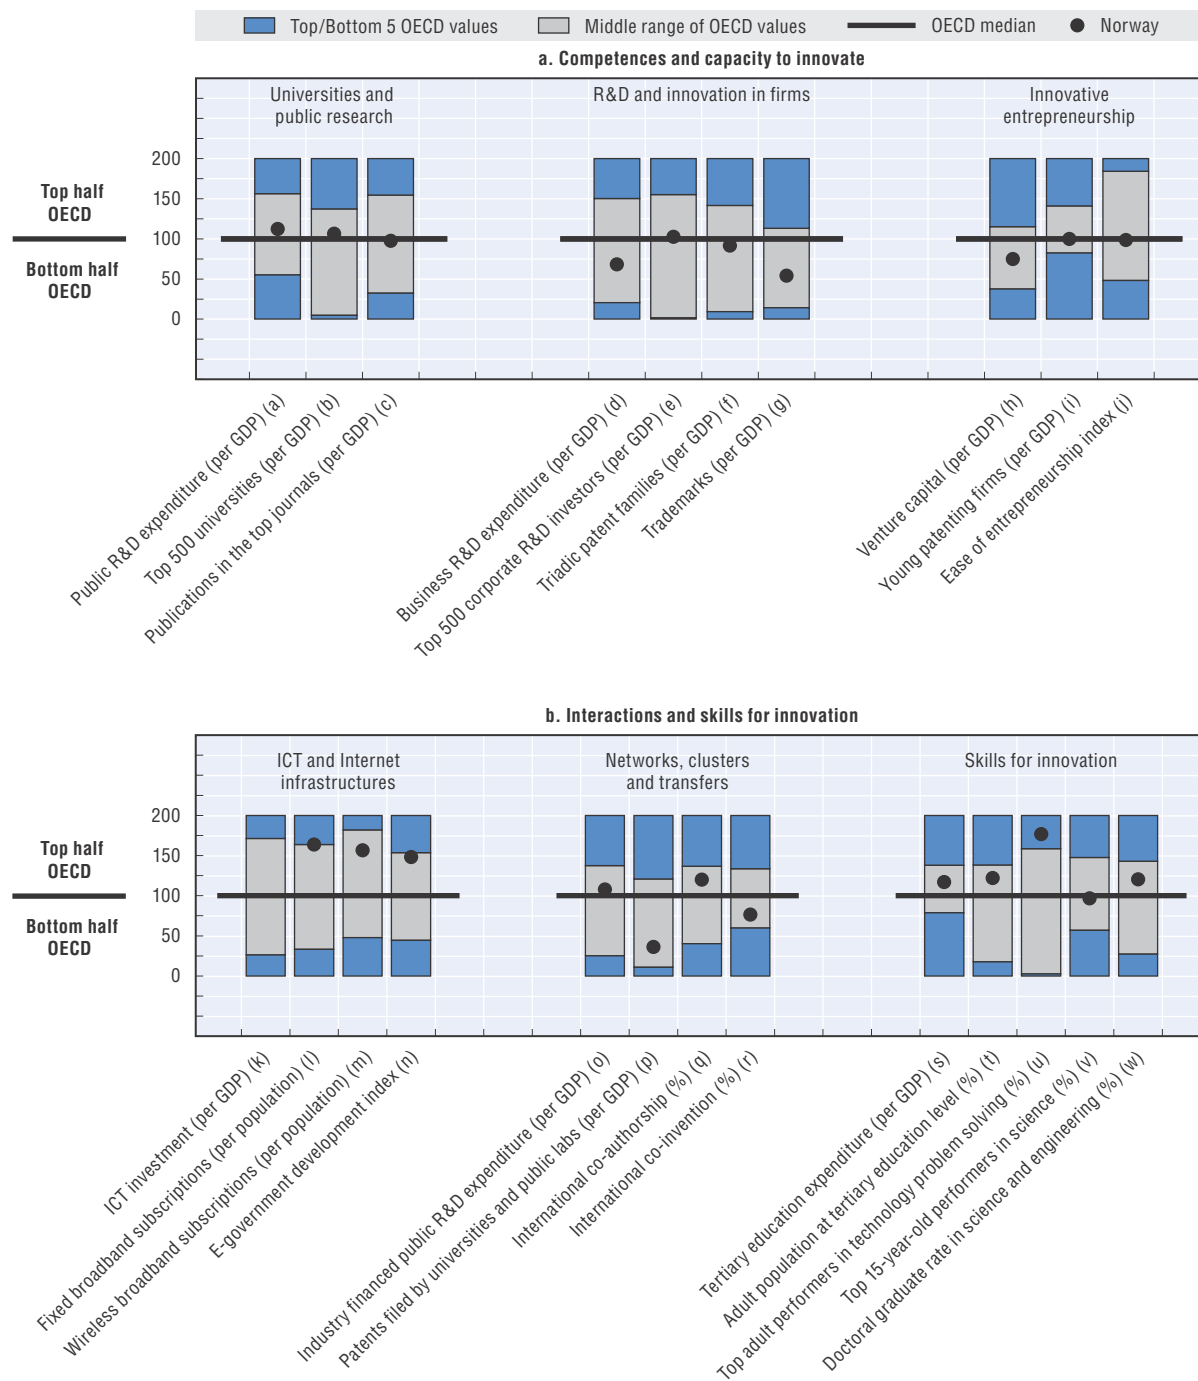 Top/Bottom 5 OECD values
Middle range of OECD values
OECD median
Norway
a. Competences and capacity to innovate
Universities and
public research
R&D and innovation in firms
Innovative
entrepreneurship
200
150
100
50
0
Top half
OECD
Bottom half
OECD
Public R&D expenditure (per GDP) (a)
Top 500 universities (per GDP) (b)
Publications in the top journals (per GDP) (c)
Business R&D expenditure (per GDP) (d)
Top 500 corporate R&D investors (per GDP) (e)
Triadic patent families (per GDP) (f)
Trademarks (per GDP) (g)
Venture capital (per GDP) (h)
Young patenting firms (per GDP) (i)
Ease of entrepreneurship index (j)
b. Interactions and skills for innovation
ICT and Internet
infrastructures
Networks, clusters
and transfers
Skills for innovation
200
150
100
50
0
Top half
OECD
Bottom half
OECD
ICT investment (per GDP) (k)
Fixed broadband subscriptions (per population) (l)
Wireless broadband subscriptions (per population) (m)
E-government development index (n)
Industry financed public R&D expenditure (per GDP) (o)
Patents filed by universities and public labs (per GDP) (p)
International co-authorship (%) (q)
International co-invention (%) (r)
Tertiary education expenditure (per GDP) (s)
Adult population at tertiary education level (%) (t)
Top adult performers in technology problem solving (%) (u)
Top 15-year-old performers in science (%) (v)
Doctoral graduate rate in science and engineering (%) (w)